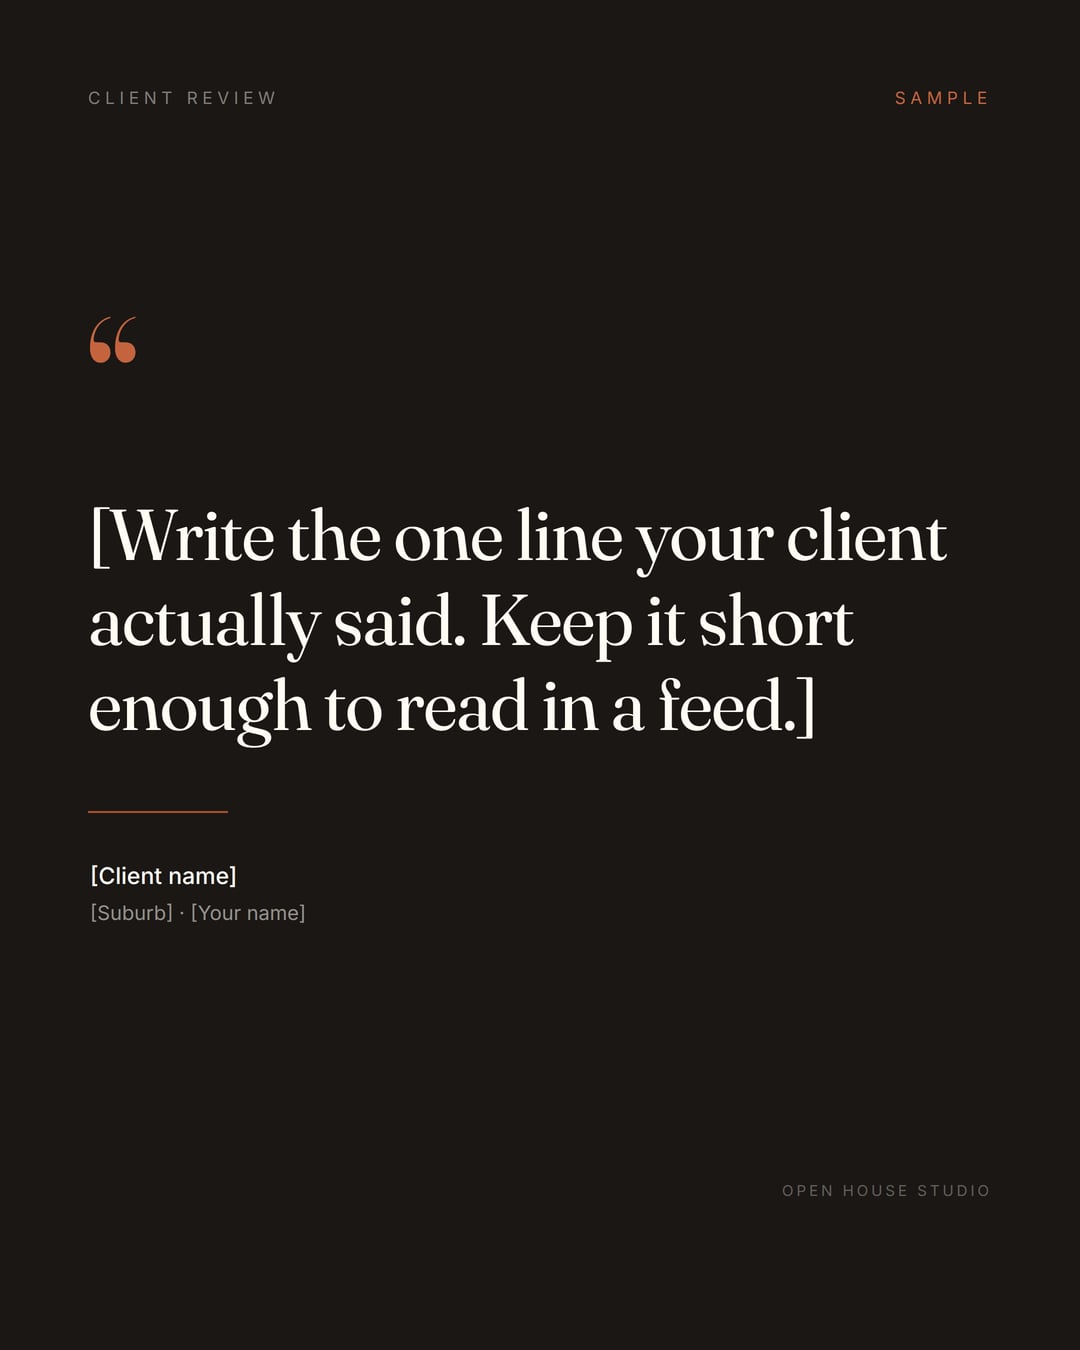 CLIENT REVIEW
SAMPLE
“
[Write the one line your client
actually said. Keep it short
enough to read in a feed.]
[Client name]
[Suburb] · [Your name]
OPEN HOUSE STUDIO